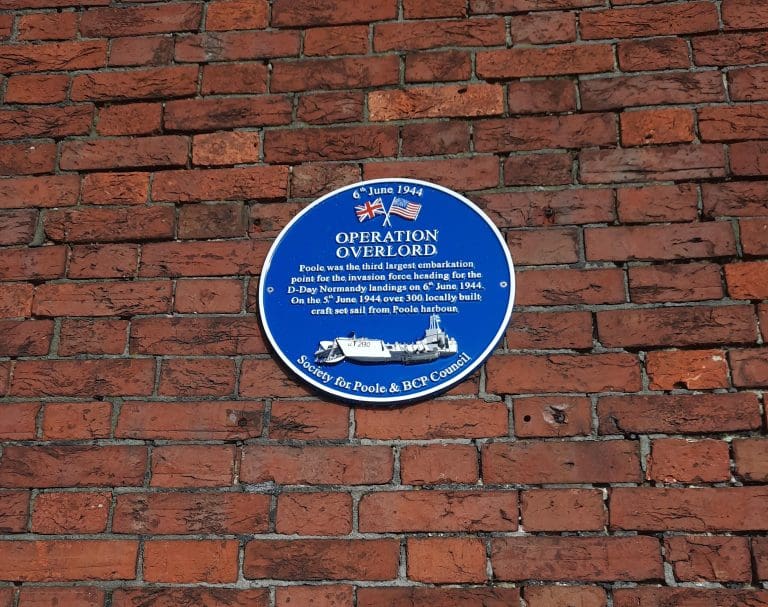 6th June 1944
OPERATION
OVERLORD
Poole was the third largest embarkation
point for the invasion force heading for the
D-Day Normandy landings on 6th June 1944.
On the 5th June 1944 over 300 locally built
craft set sail from Poole harbour.
Society for Poole & BCP Council